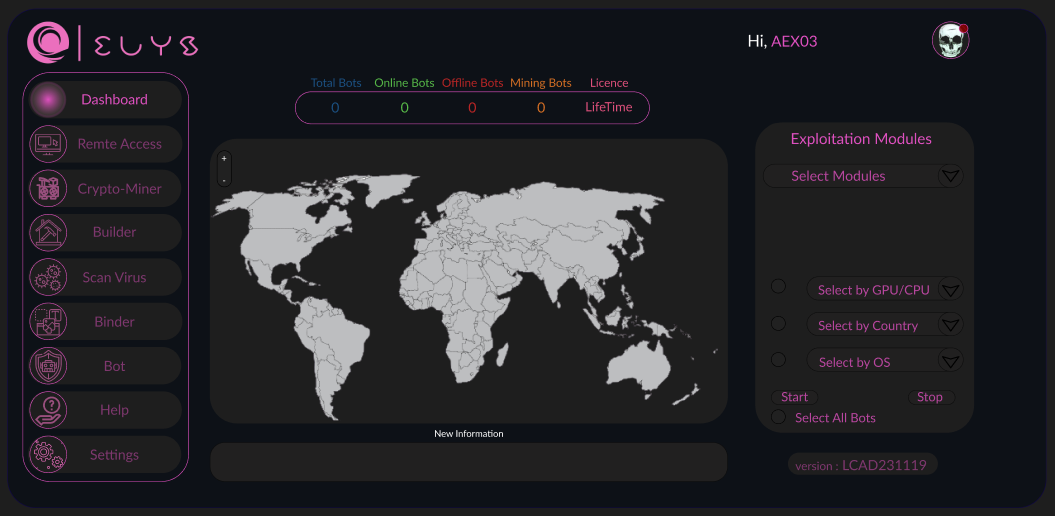 ELYS
Hi, AEX03
Total Bots Online Bots Offline Bots Mining Bots Licence
0 0 0 0 LifeTime
Dashboard
Remte Access
Crypto-Miner
Builder
Scan Virus
Binder
Bot
Help
Settings
+
-
New Information
Exploitation Modules
Select Modules
Select by GPU/CPU
Select by Country
Select by OS
Start Stop
Select All Bots
version : LCAD231119